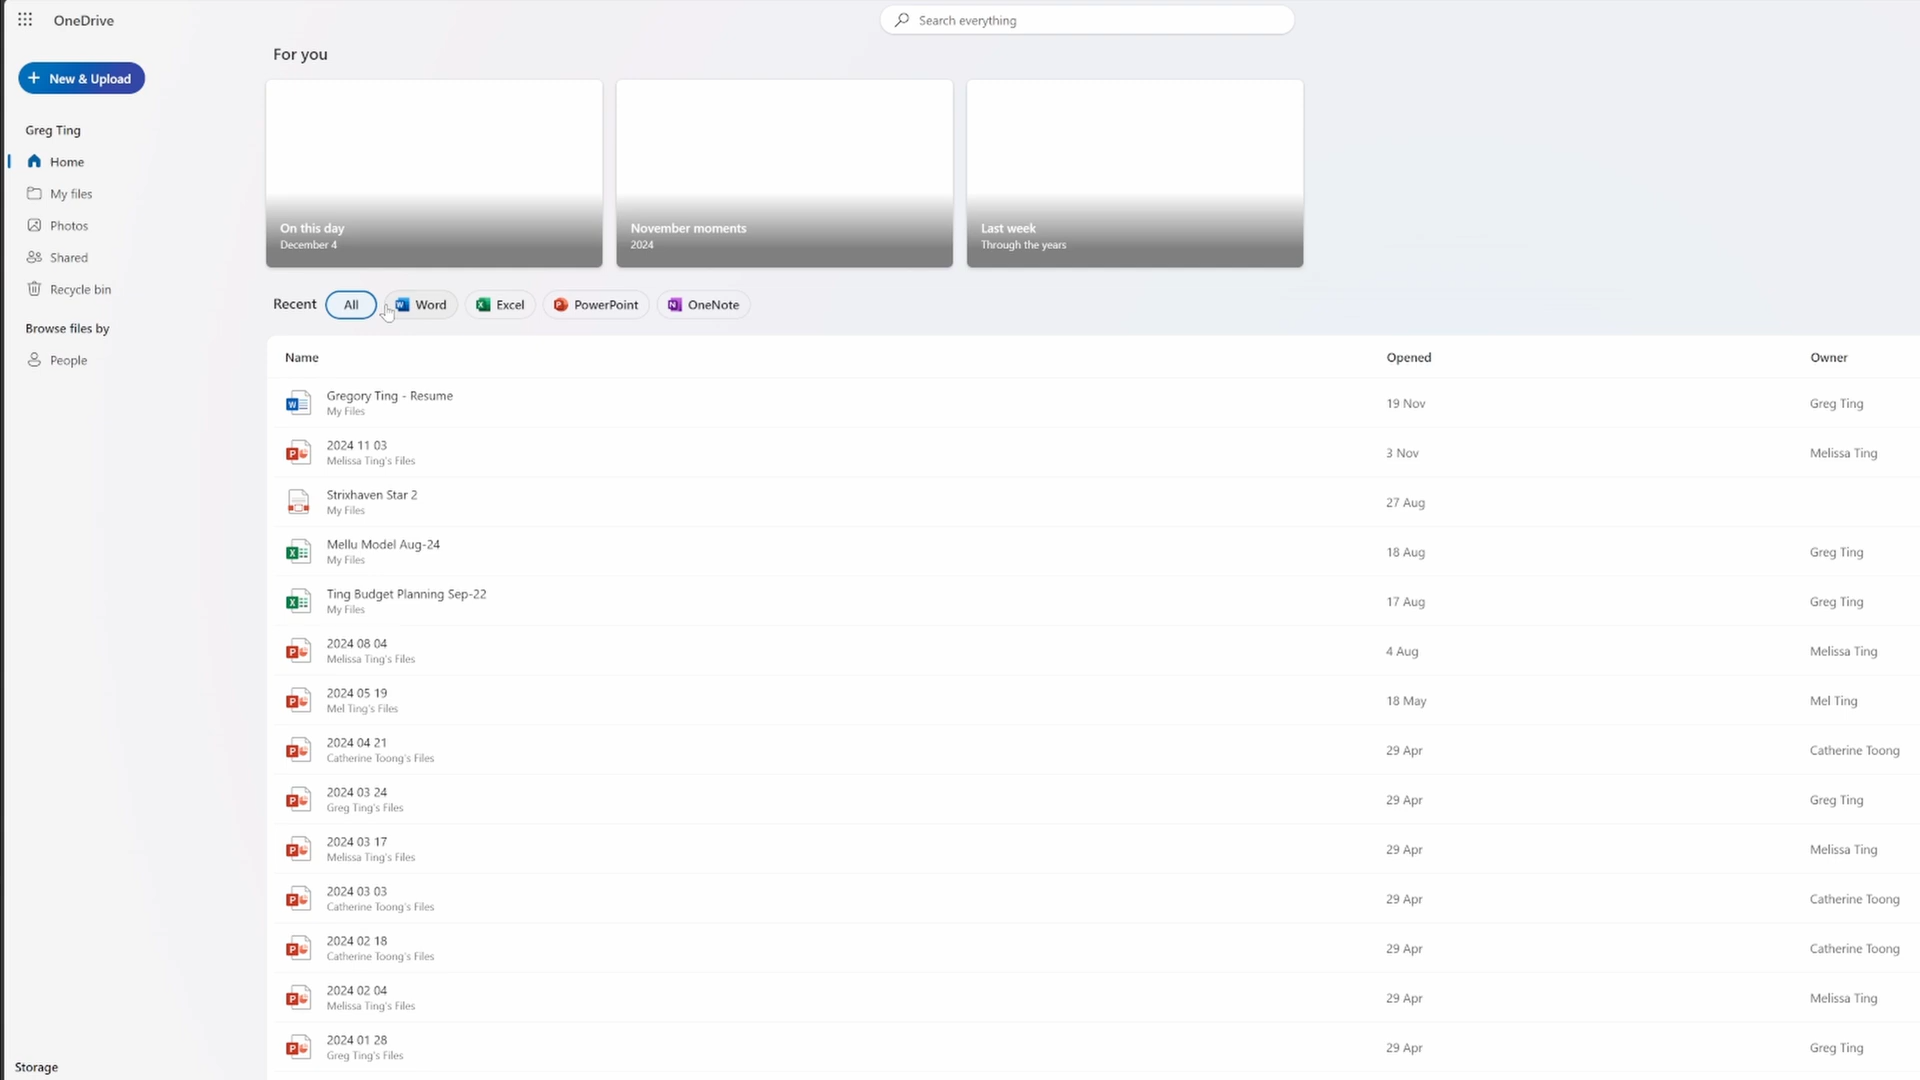 OneDrive
Search everything
New & Upload
Greg Ting
Home
My files
Photos
Shared
Recycle bin
Browse files by
People
Storage
For you
On this day
December 4
November moments
2024
Last week
Through the years
Recent All Word Excel PowerPoint OneNote
Name Opened Owner
Gregory Ting - Resume 19 Nov Greg Ting
My Files
2024 11 03 3 Nov Melissa Ting
Melissa Ting's Files
Strixhaven Star 2 27 Aug
My Files
Mellu Model Aug-24 18 Aug Greg Ting
My Files
Ting Budget Planning Sep-22 17 Aug Greg Ting
My Files
2024 08 04 4 Aug Melissa Ting
Melissa Ting's Files
2024 05 19 18 May Mel Ting
Mel Ting's Files
2024 04 21 29 Apr Catherine Toong
Catherine Toong's Files
2024 03 24 29 Apr Greg Ting
Greg Ting's Files
2024 03 17 29 Apr Melissa Ting
Melissa Ting's Files
2024 03 03 29 Apr Catherine Toong
Catherine Toong's Files
2024 02 18 29 Apr Catherine Toong
Catherine Toong's Files
2024 02 04 29 Apr Melissa Ting
Melissa Ting's Files
2024 01 28 29 Apr Greg Ting
Greg Ting's Files